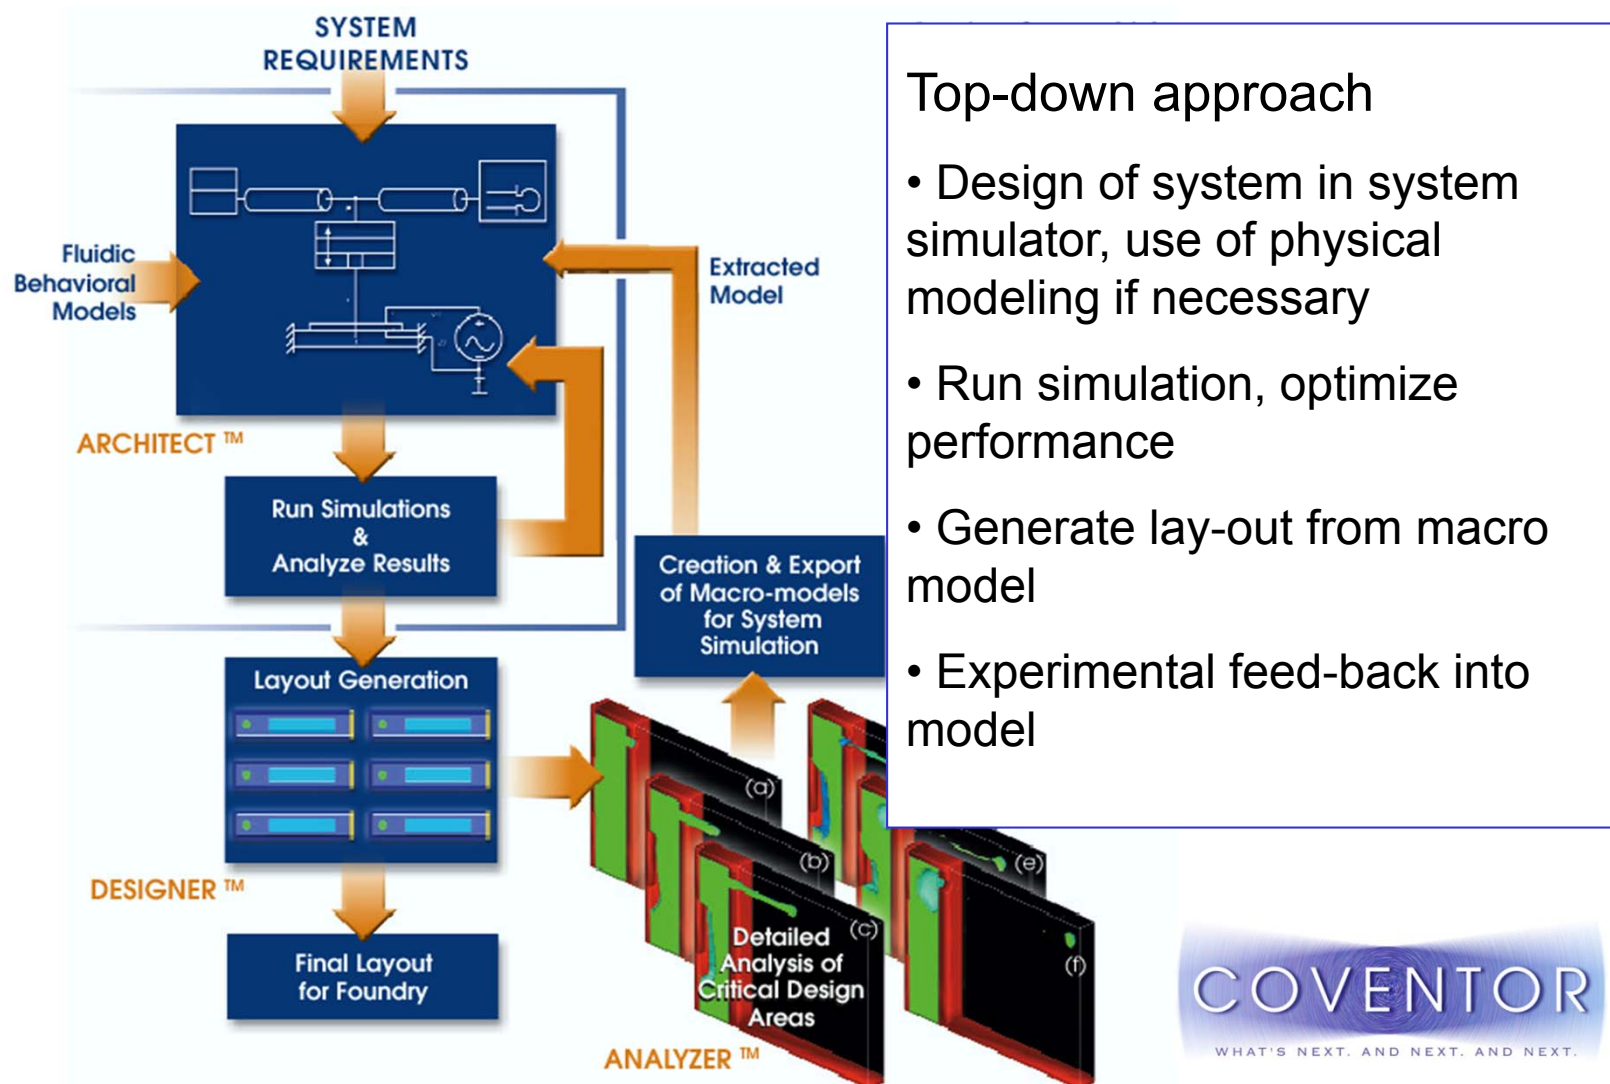 SYSTEM
REQUIREMENTS
Fluidic
Behavioral
Models
Extracted
Model
ARCHITECT ™
Run Simulations
&
Analyze Results
Creation & Export
of Macro-models
for System
Simulation
Layout Generation
DESIGNER ™
Final Layout
for Foundry
(a)
(b)
(c)
(e)
(f)
Detailed
Analysis of
Critical Design
Areas
ANALYZER ™
Top-down approach
• Design of system in system
simulator, use of physical
modeling if necessary
• Run simulation, optimize
performance
• Generate lay-out from macro
model
• Experimental feed-back into
model
COVENTOR
WHAT'S NEXT. AND NEXT. AND NEXT.